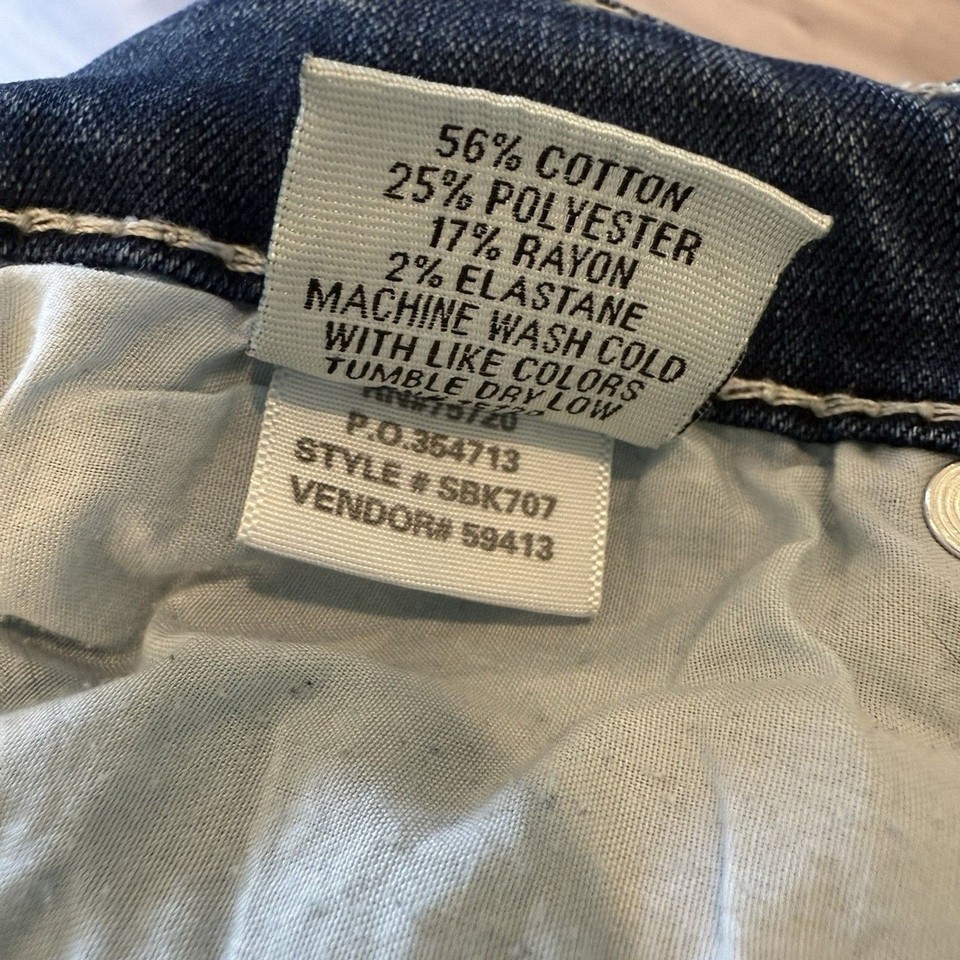 56% COTTON
25% POLYESTER
17% RAYON
2% ELASTANE
MACHINE WASH COLD
WITH LIKE COLORS
TUMBLE DRY LOW
P.O.354713
STYLE # SBK707
VENDOR# 59413